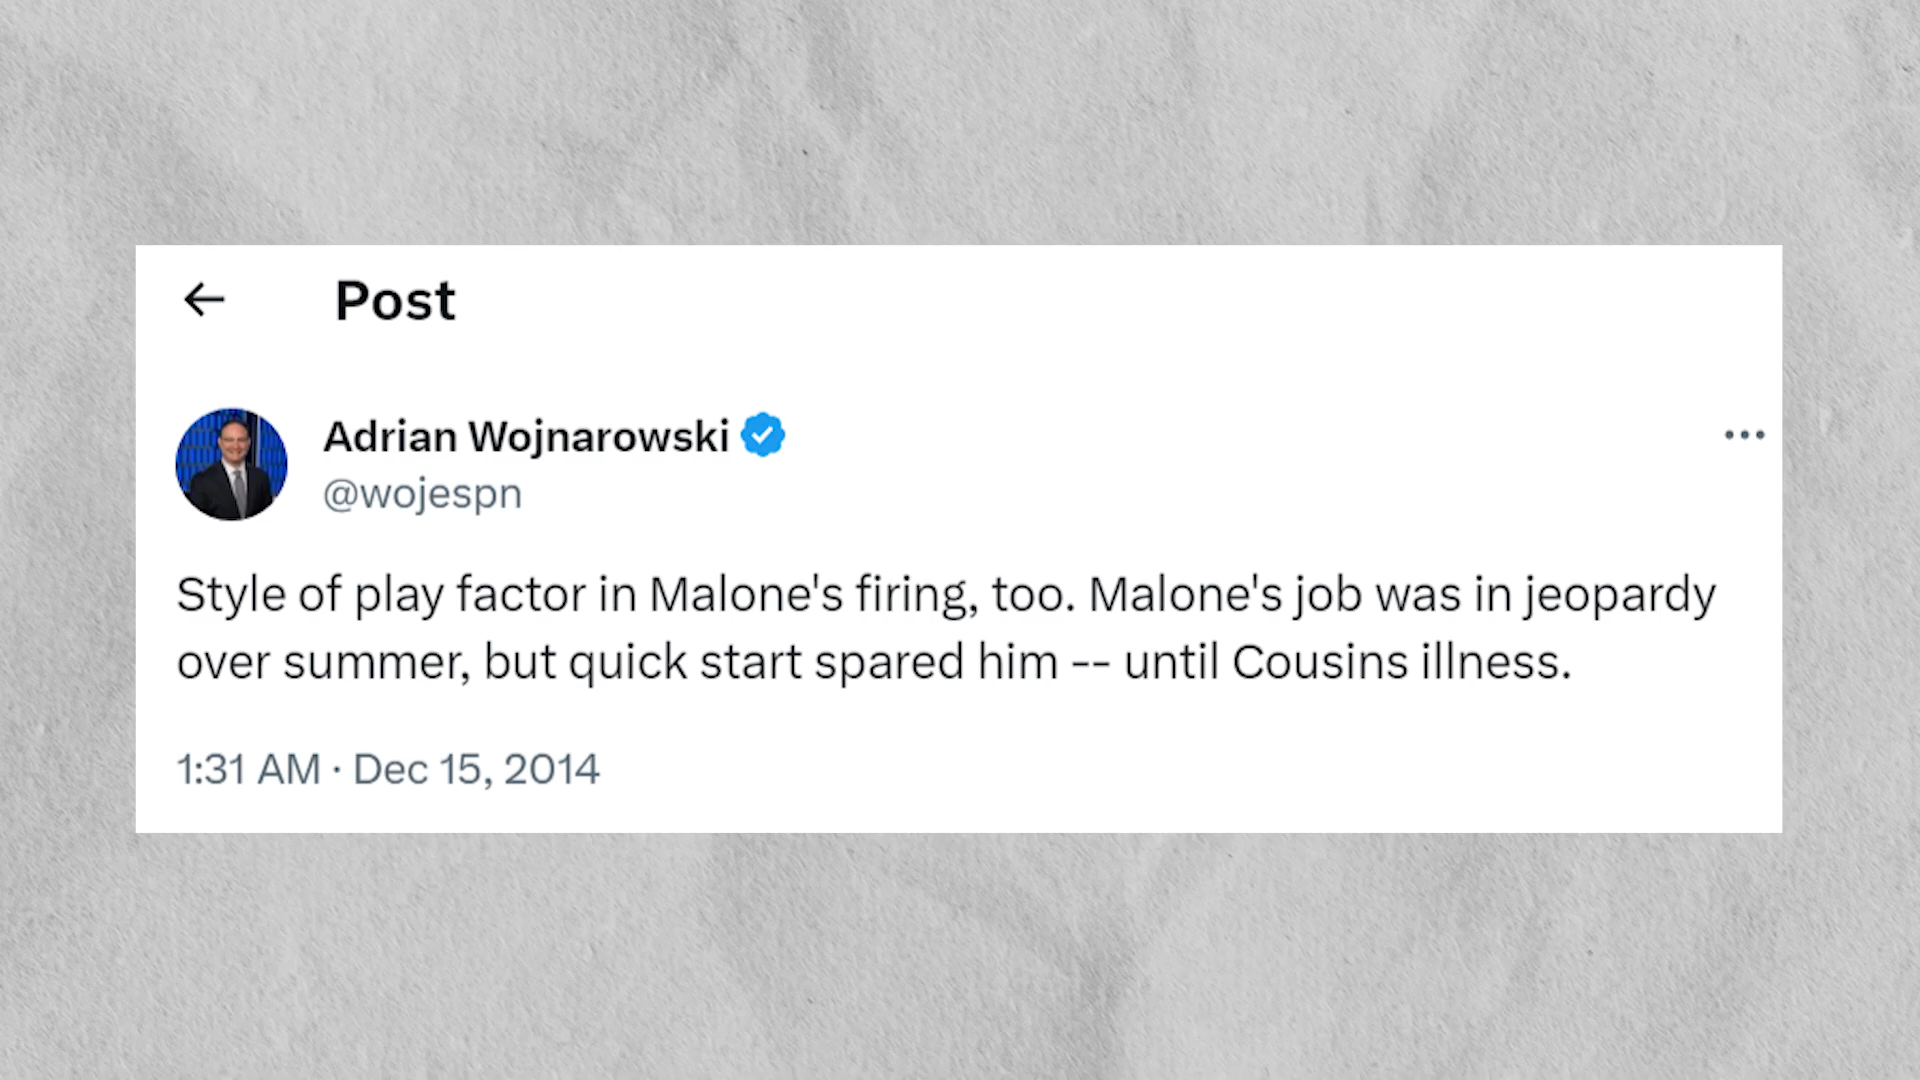 Post
Adrian Wojnarowski
@wojespn
Style of play factor in Malone's firing, too. Malone's job was in jeopardy
over summer, but quick start spared him -- until Cousins illness.
1:31 AM · Dec 15, 2014